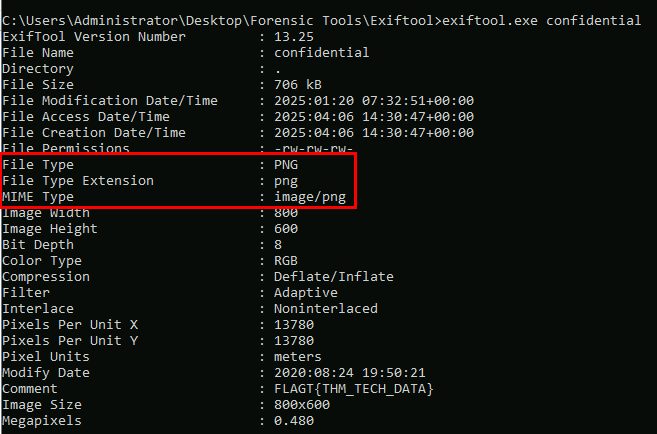 C:\Users\Administrator\Desktop\Forensic Tools\Exiftool>exiftool.exe confidential
ExifTool Version Number : 13.25
File Name : confidential
Directory : .
File Size : 706 kB
File Modification Date/Time : 2025:01:20 07:32:51+00:00
File Access Date/Time : 2025:04:06 14:30:47+00:00
File Creation Date/Time : 2025:04:06 14:30:47+00:00
File Permissions : -rw-rw-rw-
File Type : PNG
File Type Extension : png
MIME Type : image/png
Image Width : 800
Image Height : 600
Bit Depth : 8
Color Type : RGB
Compression : Deflate/Inflate
Filter : Adaptive
Interlace : Noninterlaced
Pixels Per Unit X : 13780
Pixels Per Unit Y : 13780
Pixel Units : meters
Modify Date : 2020:08:24 19:50:21
Comment : FLAGT{THM_TECH_DATA}
Image Size : 800x600
Megapixels : 0.480